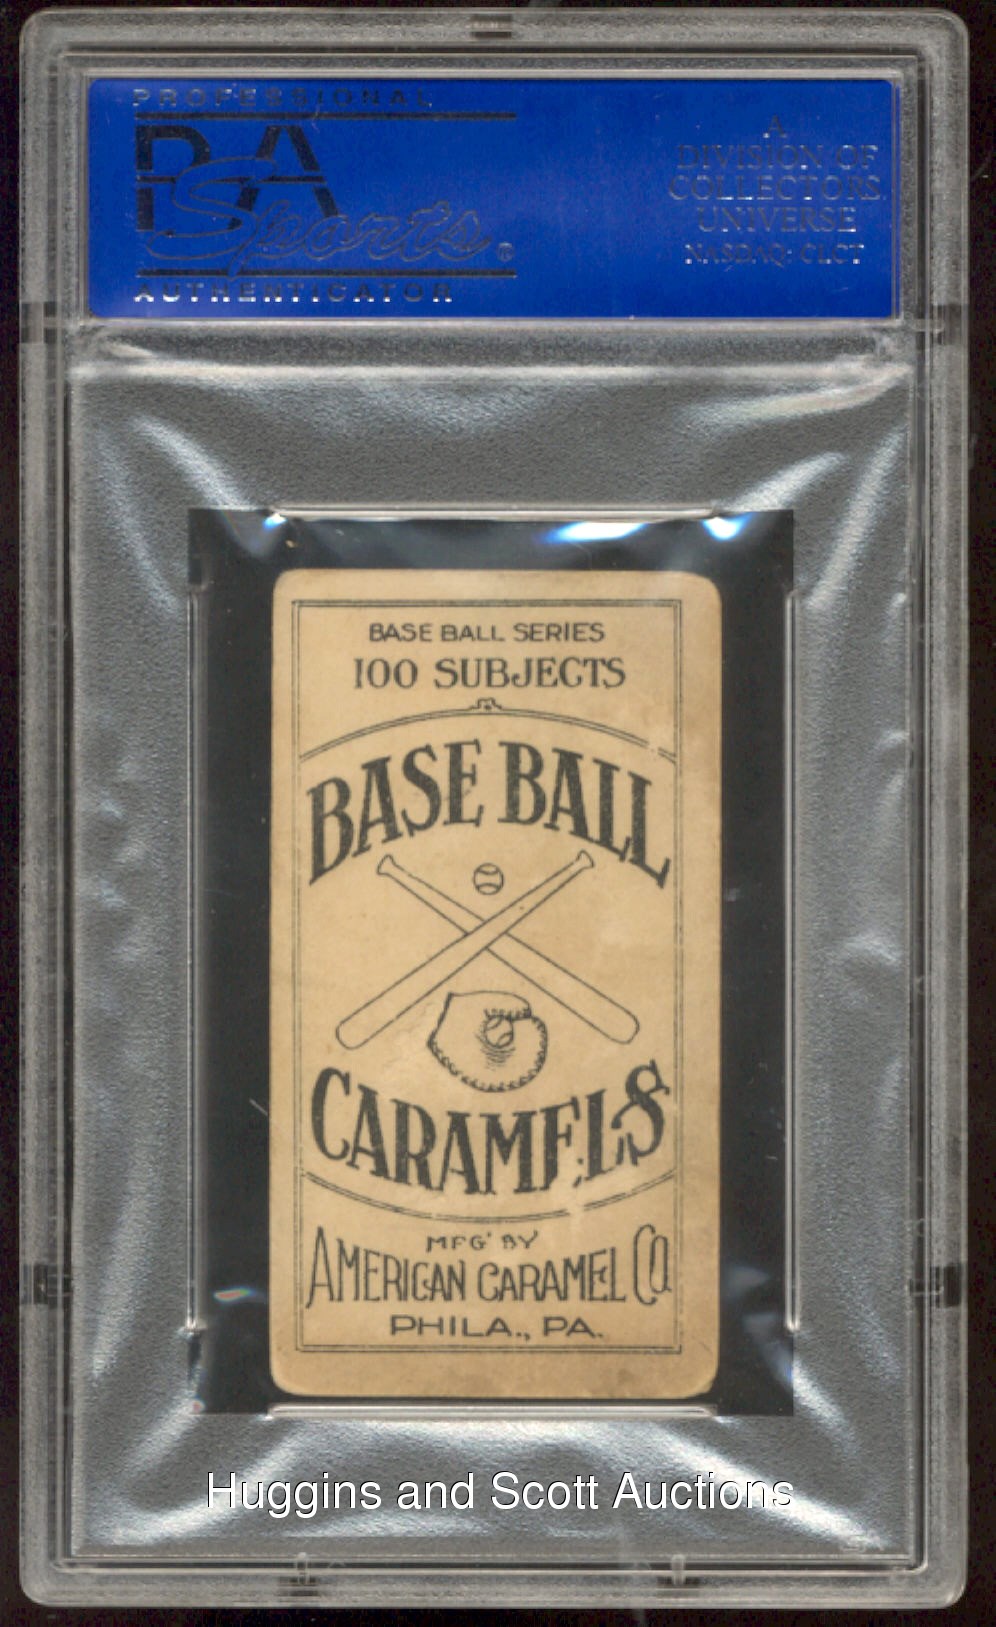 PROFESSIONAL
PSA
Sports®
AUTHENTICATOR
A
DIVISION OF
COLLECTORS
UNIVERSE
NASDAQ: CLCT
BASE BALL SERIES
100 SUBJECTS
BASE BALL
CARAMELS
MFG' BY
AMERICAN CARAMEL CO
PHILA., PA.
Huggins and Scott Auctions